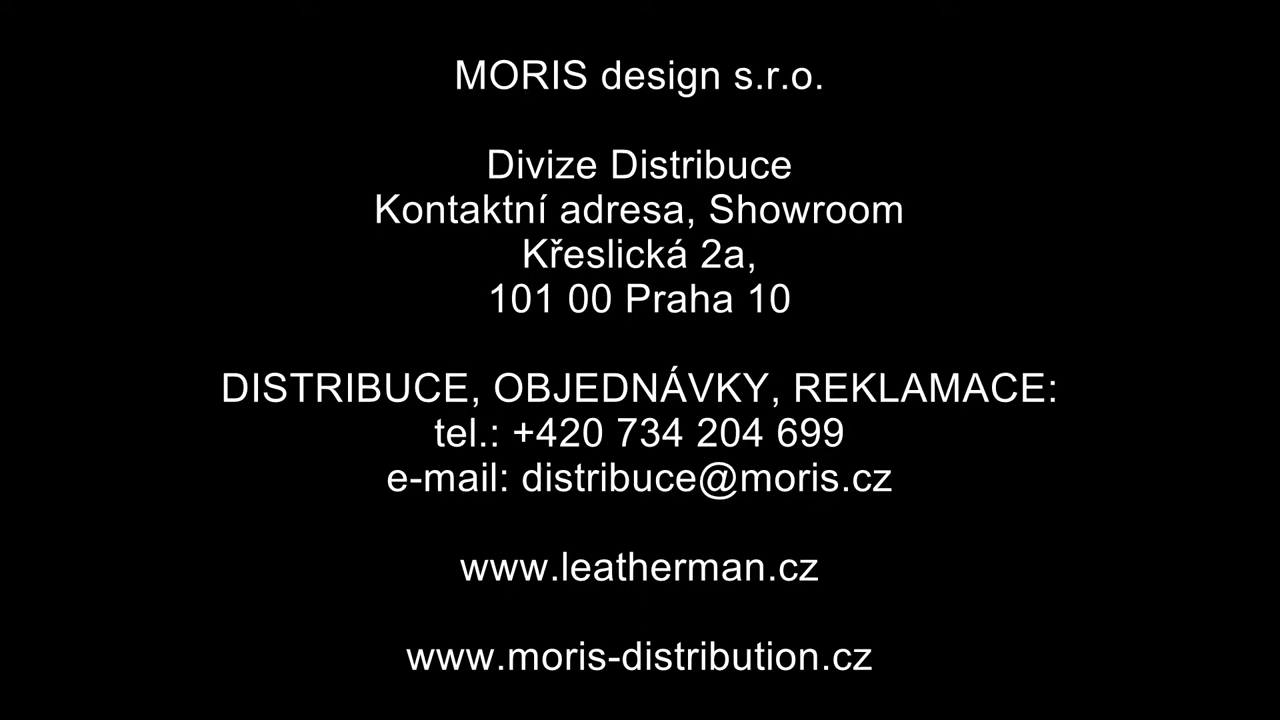 MORIS design s.r.o.
Divize Distribuce
Kontaktní adresa, Showroom
Křeslická 2a,
101 00 Praha 10
DISTRIBUCE, OBJEDNÁVKY, REKLAMACE:
tel.: +420 734 204 699
e-mail: distribuce@moris.cz
www.leatherman.cz
www.moris-distribution.cz